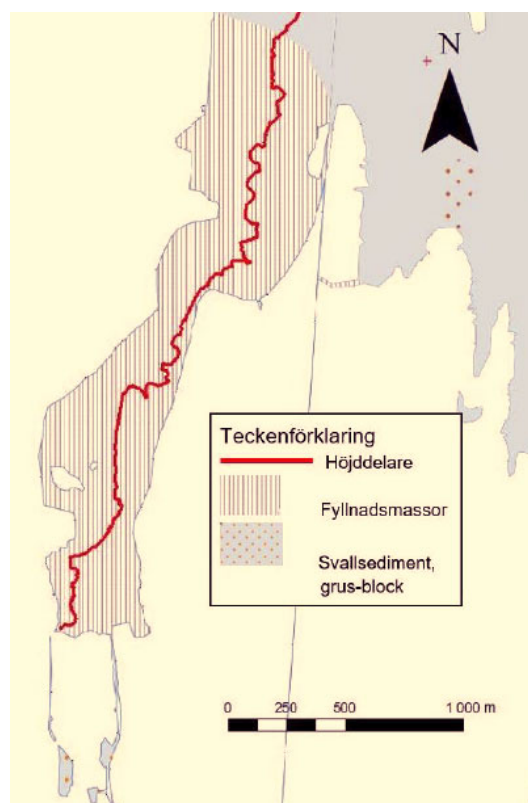 N
Teckenförklaring
Höjddelare
Fyllnadsmassor
Svallsediment,
grus-block
0 250 500 1 000 m